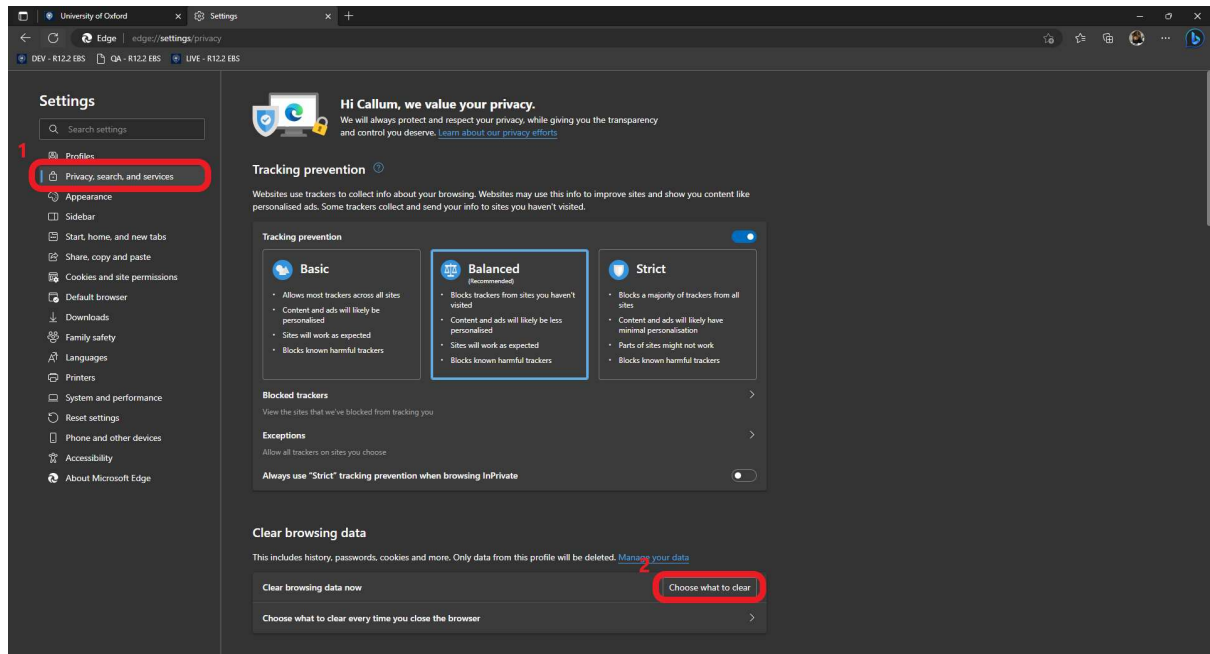 University of Oxford
Settings
Edge | edge://settings/privacy
DEV - R12.2 EBS
QA - R12.2 EBS
LIVE - R12.2 EBS
Settings
Search settings
1
Profiles
Privacy, search, and services
Appearance
Sidebar
Start, home, and new tabs
Share, copy and paste
Cookies and site permissions
Default browser
Downloads
Family safety
Languages
Printers
System and performance
Reset settings
Phone and other devices
Accessibility
About Microsoft Edge
Hi Callum, we value your privacy.
We will always protect and respect your privacy, while giving you the transparency
and control you deserve. Learn about our privacy efforts
Tracking prevention
Websites use trackers to collect info about your browsing. Websites may use this info to improve sites and show you content like
personalised ads. Some trackers collect and send your info to sites you haven't visited.
Tracking prevention
Basic
• Allows most trackers across all sites
• Content and ads will likely be
personalised
• Sites will work as expected
• Blocks known harmful trackers
Balanced
(Recommended)
• Blocks trackers from sites you haven't
visited
• Content and ads will likely be less
personalised
• Sites will work as expected
• Blocks known harmful trackers
Strict
• Blocks a majority of trackers from all
sites
• Content and ads will likely have
minimal personalisation
• Parts of sites might not work
• Blocks known harmful trackers
Blocked trackers
View the sites that we've blocked from tracking you
Exceptions
Allow all trackers on sites you choose
Always use "Strict" tracking prevention when browsing InPrivate
Clear browsing data
This includes history, passwords, cookies and more. Only data from this profile will be deleted. Manage your data
2
Clear browsing data now
Choose what to clear
Choose what to clear every time you close the browser